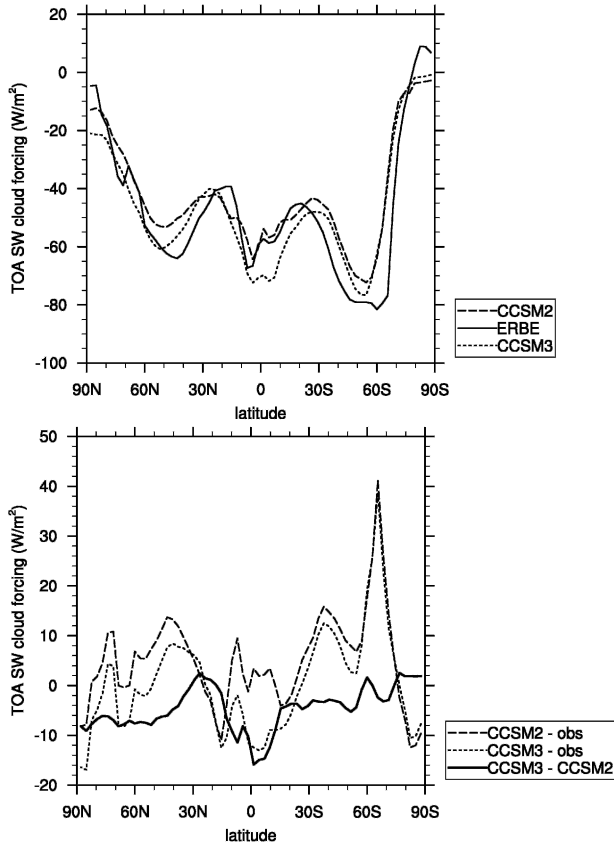 TOA SW cloud forcing (W/m²)
20
0
-20
-40
-60
-80
-100
90N 60N 30N 0 30S 60S 90S
latitude
CCSM2
ERBE
CCSM3
TOA SW cloud forcing (W/m²)
50
40
30
20
10
0
-10
-20
90N 60N 30N 0 30S 60S 90S
latitude
CCSM2 - obs
CCSM3 - obs
CCSM3 - CCSM2